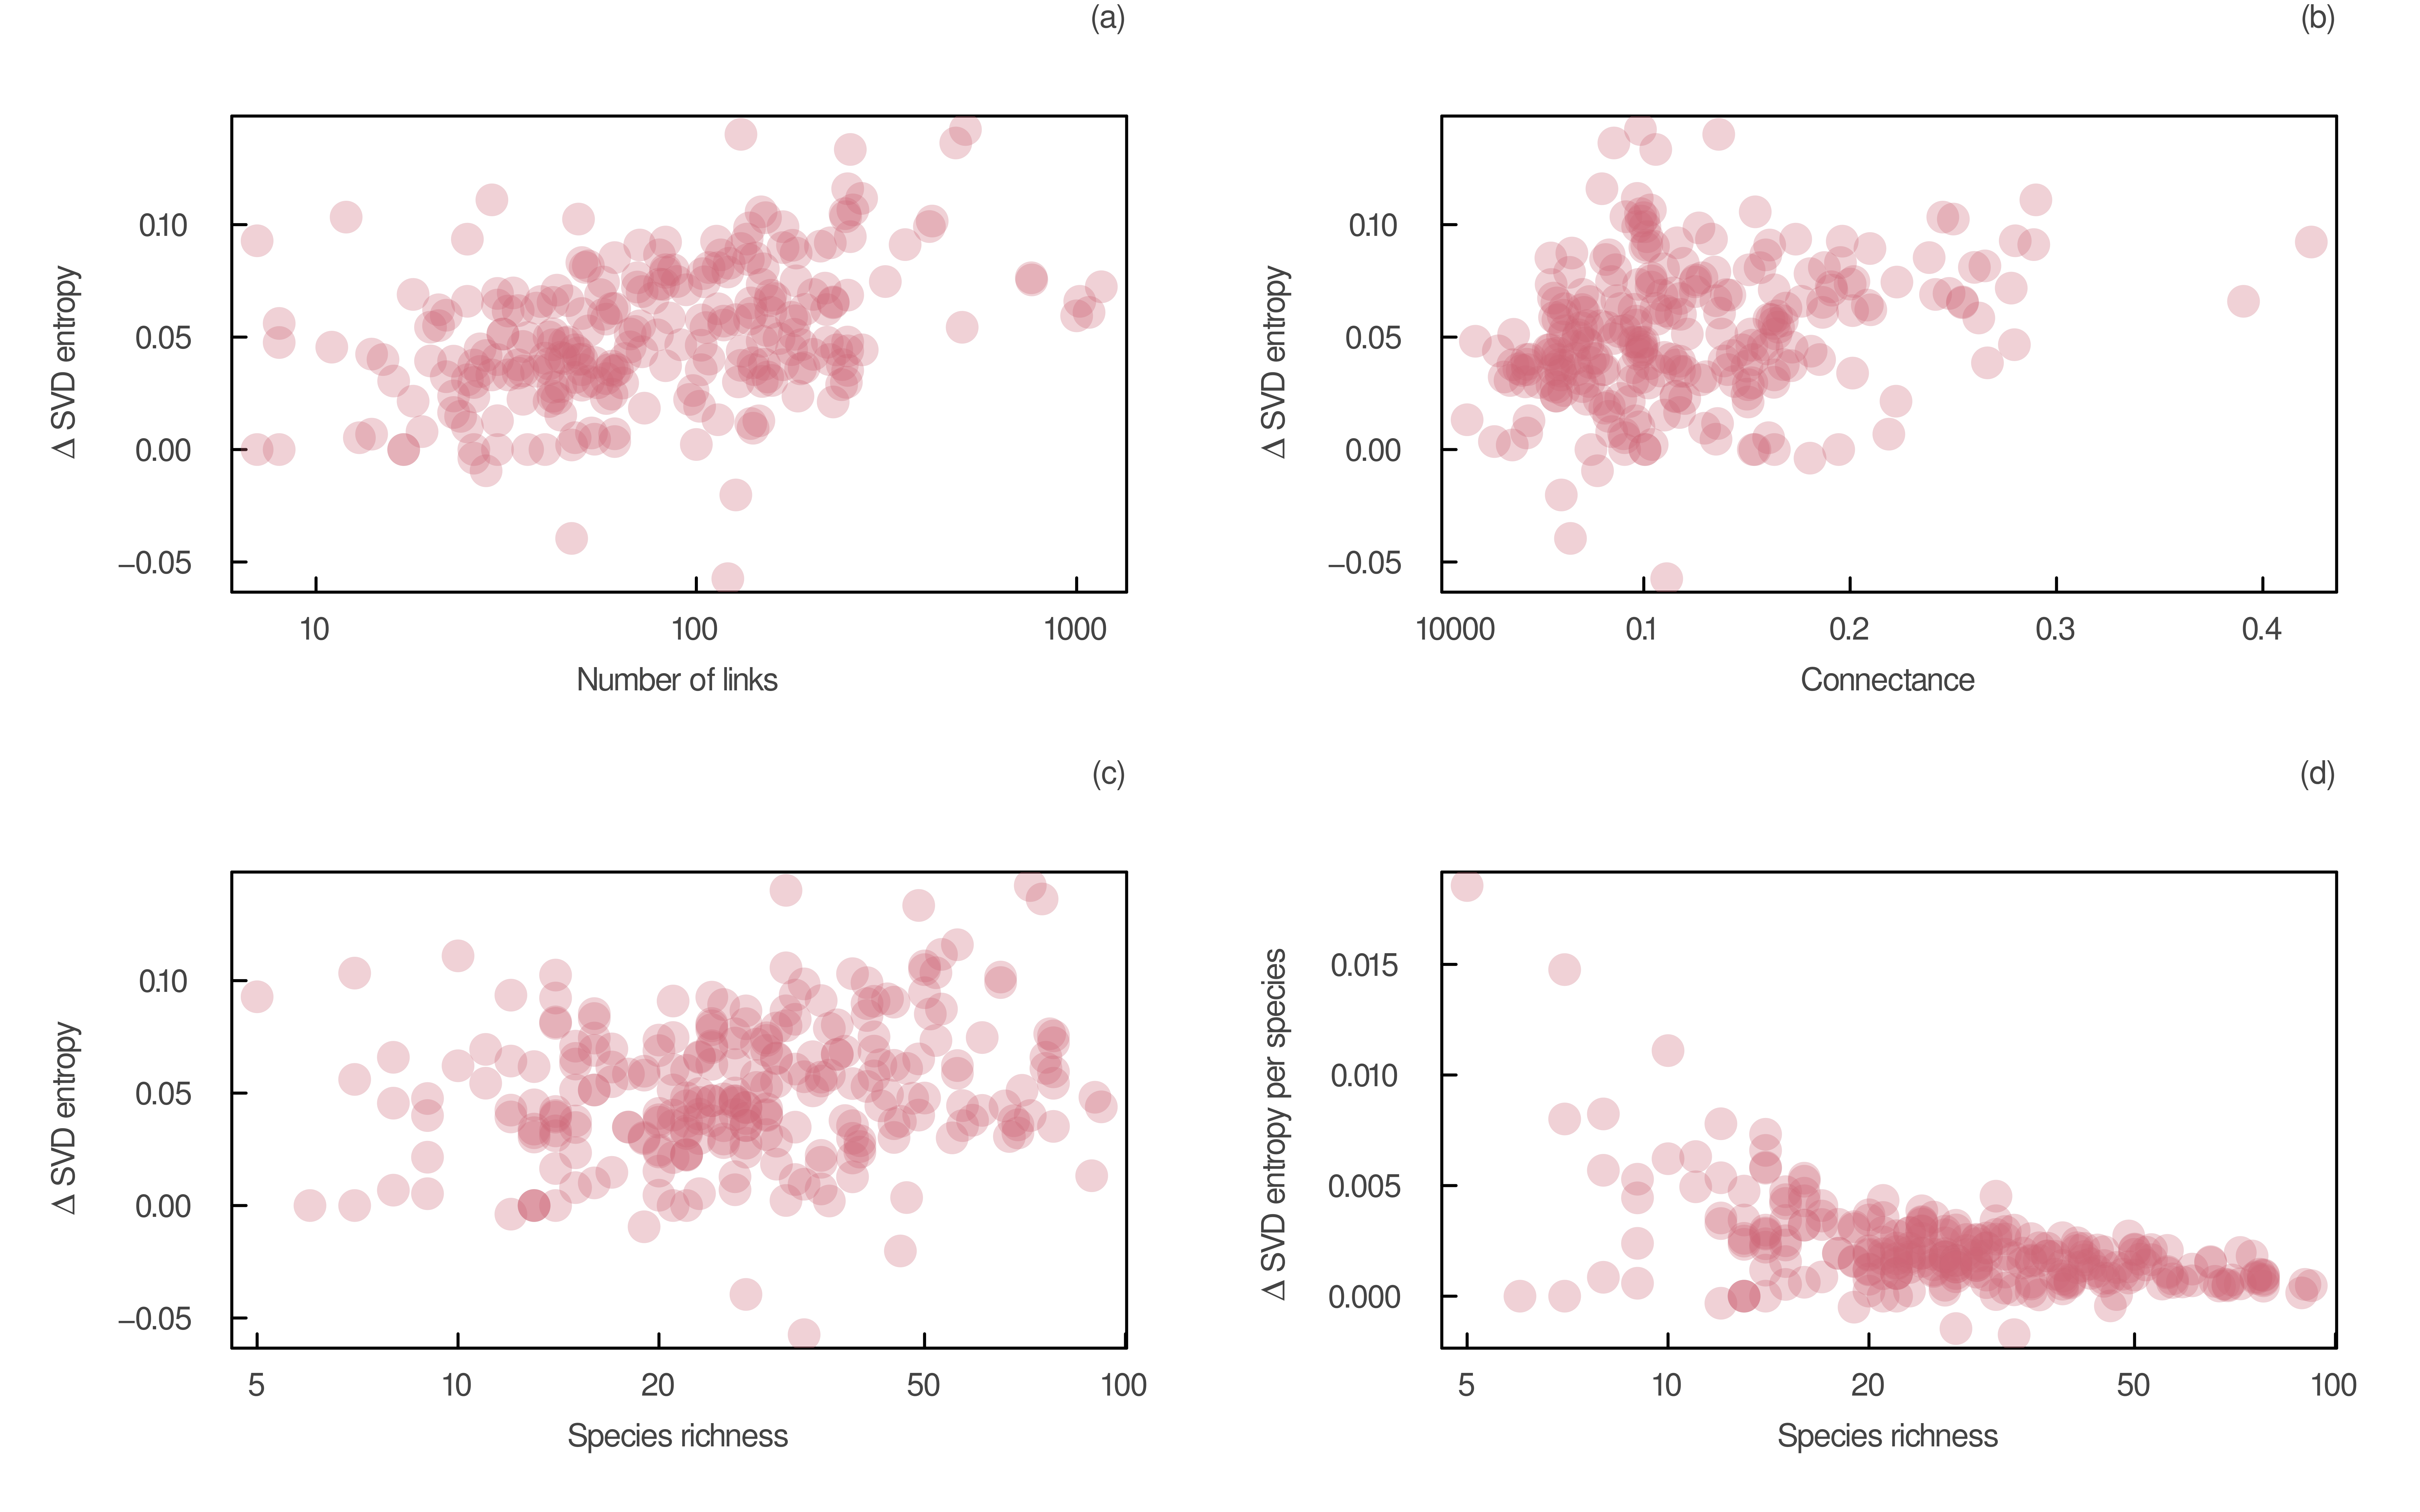 (a)
(b)
0.10
0.05
0.00
−0.05
Δ SVD entropy
10
100
1000
Number of links
0.10
0.05
0.00
−0.05
Δ SVD entropy
10000
0.1
0.2
0.3
0.4
Connectance
(c)
(d)
0.10
0.05
0.00
−0.05
Δ SVD entropy
5
10
20
50
100
Species richness
0.015
0.010
0.005
0.000
Δ SVD entropy per species
5
10
20
50
100
Species richness